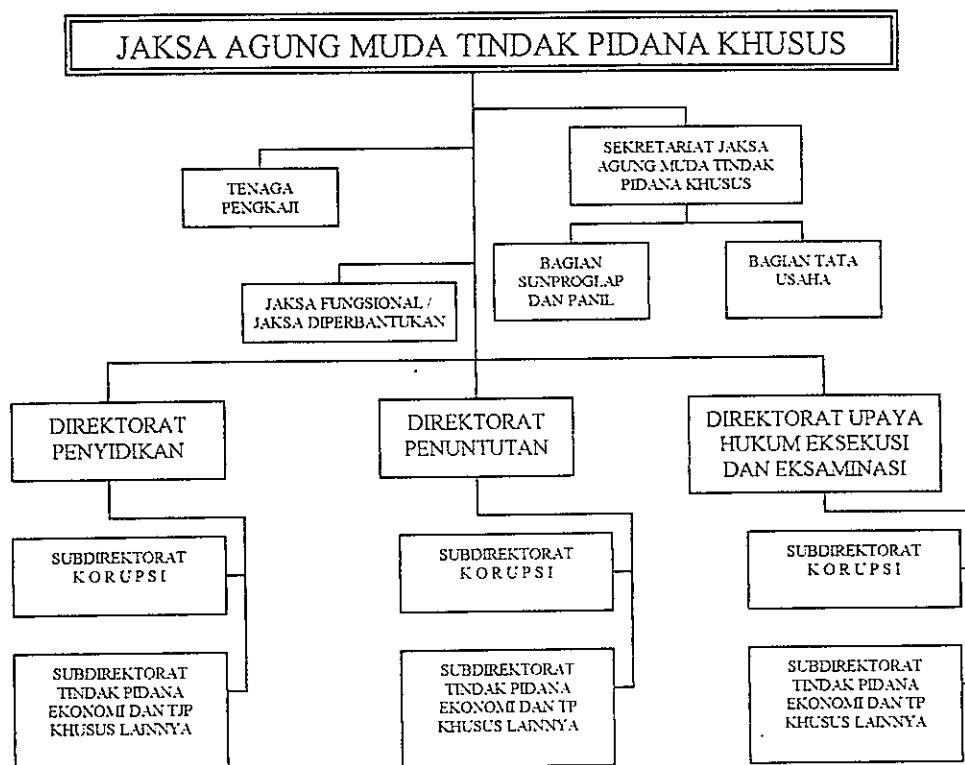 JAKSA AGUNG MUDA TINDAK PIDANA KHUSUS
SEKRETARIAT JAKSA
AGUNG MUDA TINDAK
PIDANA KHUSUS
TENAGA
PENGKAJI
BAGIAN
SUNPROGLAP
DAN PANIL
BAGIAN TATA
USAHA
JAKSA FUNGSIONAL /
JAKSA DIPERBANTUKAN
DIREKTORAT
PENYIDIKAN
DIREKTORAT
PENUNTUTAN
DIREKTORAT UPAYA
HUKUM EKSEKUSI
DAN EKSAMINASI
SUBDIREKTORAT
K O R U P S I
SUBDIREKTORAT
K O R U P S I
SUBDIREKTORAT
K O R U P S I
SUBDIREKTORAT
TINDAK PIDANA
EKONOMI DAN TJP
KHUSUS LAINNYA
SUBDIREKTORAT
TINDAK PIDANA
EKONOMI DAN TP
KHUSUS LAINNYA
SUBDIREKTORAT
TINDAK PIDANA
EKONOMI DAN TP
KHUSUS LAINNYA